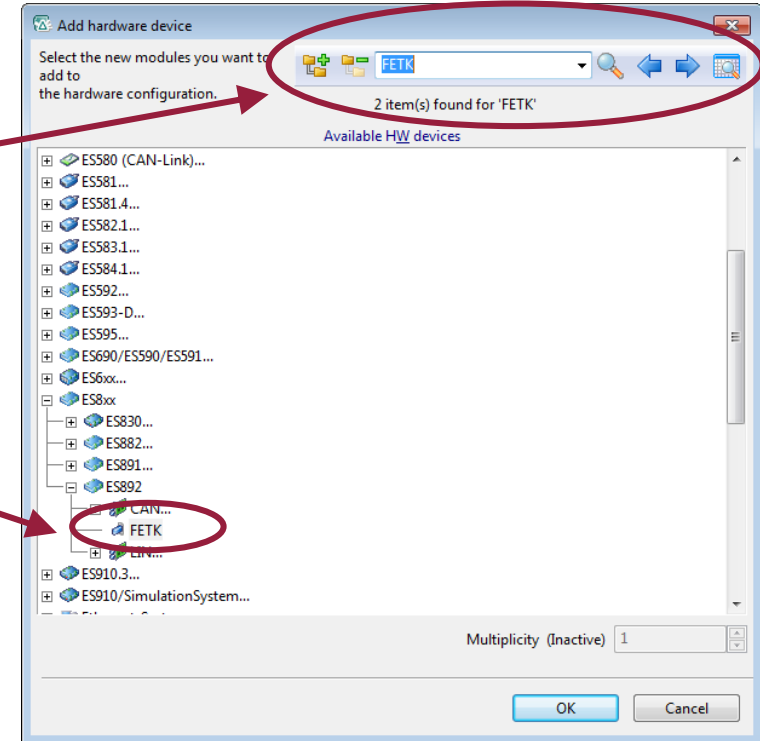 Add hardware device
Select the new modules you want to
add to
the hardware configuration.
FETK
2 item(s) found for 'FETK'
Available HW devices
ES580 (CAN-Link)...
ES581...
ES581.4...
ES582.1...
ES583.1...
ES584.1...
ES592...
ES593-D...
ES595...
ES690/ES590/ES591...
ES6xx...
ES8xx
ES830...
ES882...
ES891...
ES892
CAN...
FETK
LIN...
ES910.3...
ES910/SimulationSystem...
Multiplicity (Inactive) 1
OK Cancel